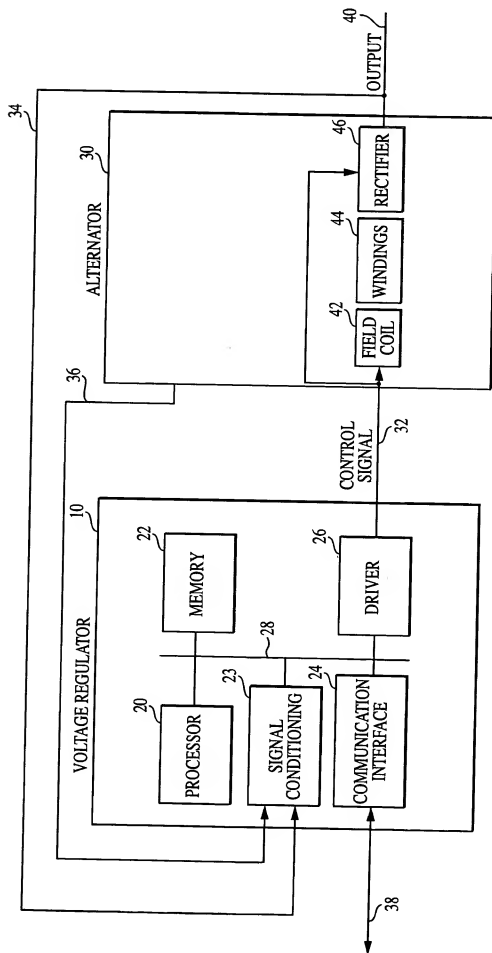 34
30
ALTERNATOR
40
OUTPUT
46
RECTIFIER
44
WINDINGS
42
FIELD
COIL
36
32
CONTROL
SIGNAL
10
VOLTAGE REGULATOR
22
MEMORY
26
DRIVER
28
20
PROCESSOR
23
SIGNAL
CONDITIONING
24
COMMUNICATION
INTERFACE
38